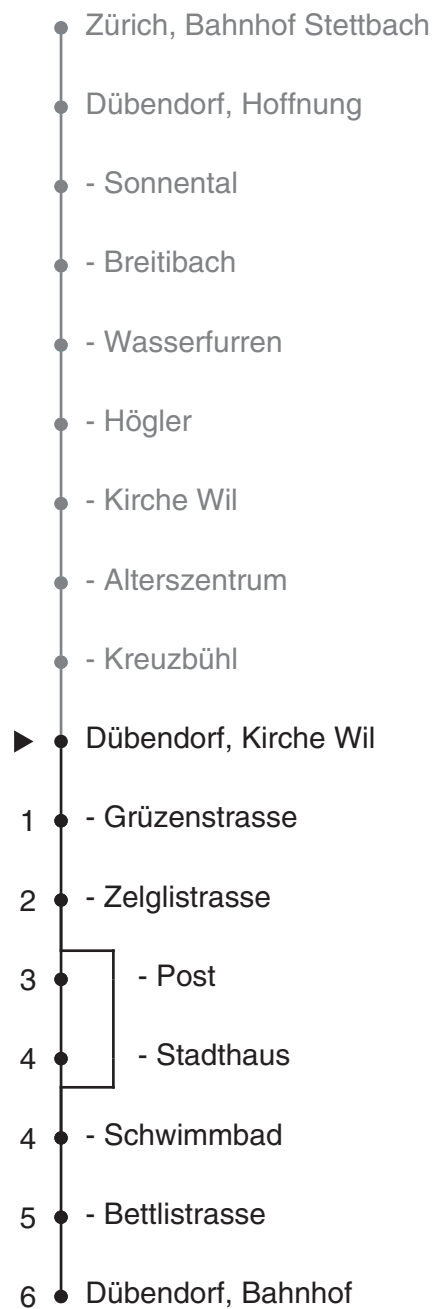 Zürich, Bahnhof Stettbach
Dübendorf, Hoffnung
- Sonnental
- Breitibach
- Wasserfurren
- Högler
- Kirche Wil
- Alterszentrum
- Kreuzbühl
Dübendorf, Kirche Wil
1 - Grüzenstrasse
2 - Zelglistrasse
3 - Post
4 - Stadthaus
4 - Schwimmbad
5 - Bettlistrasse
6 Dübendorf, Bahnhof